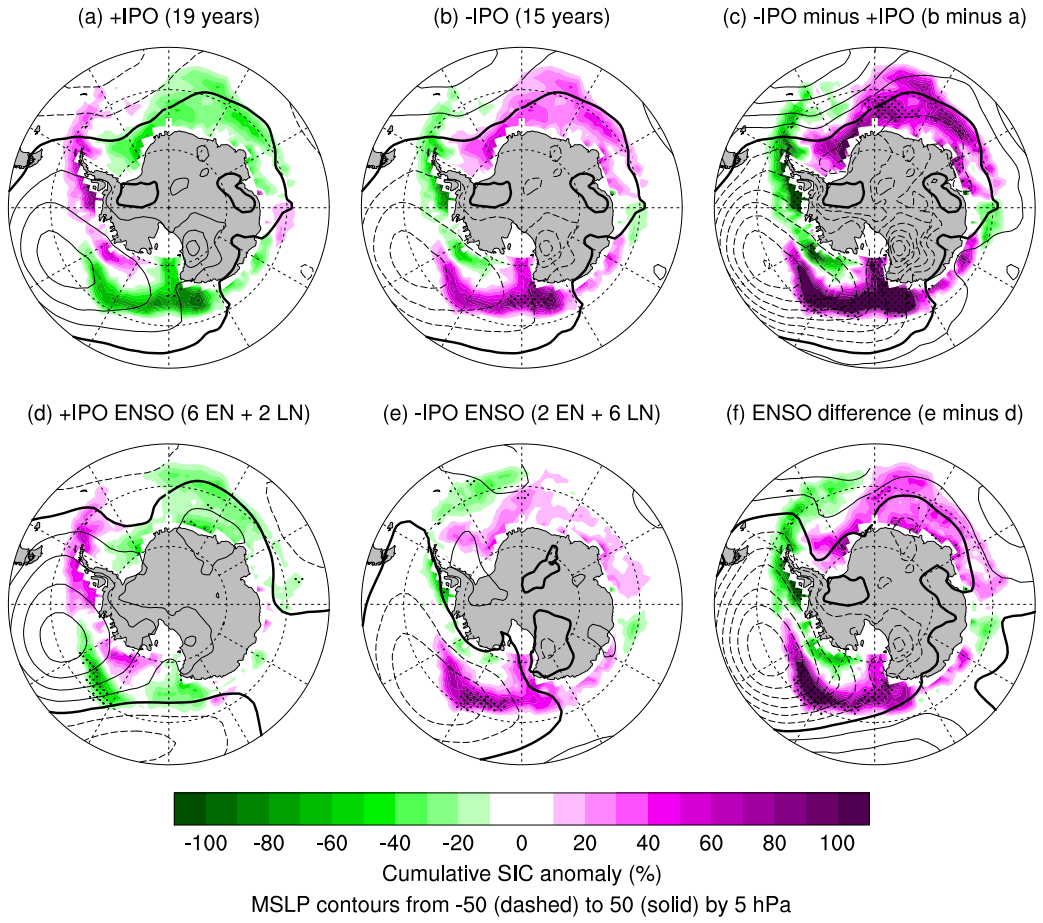 (a) +IPO (19 years)
(b) -IPO (15 years)
(c) -IPO minus +IPO (b minus a)
(d) +IPO ENSO (6 EN + 2 LN)
(e) -IPO ENSO (2 EN + 6 LN)
(f) ENSO difference (e minus d)
-100 -80 -60 -40 -20 0 20 40 60 80 100
Cumulative SIC anomaly (%)
MSLP contours from -50 (dashed) to 50 (solid) by 5 hPa